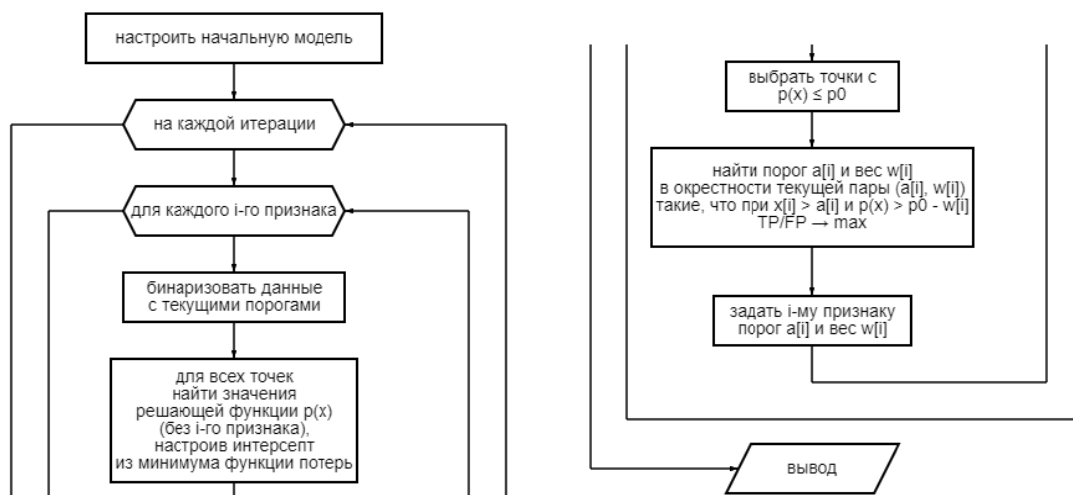 настроить начальную модель
на каждой итерации
для каждого i-го признака
бинаризовать данные
с текущими порогами
для всех точек
найти значения
решающей функции p(x)
(без i-го признака),
настроив интерсепт
из минимума функции потерь
выбрать точки с
p(x) ≤ p0
найти порог a[i] и вес w[i]
в окрестности текущей пары (a[i], w[i])
такие, что при x[i] > a[i] и p(x) > p0 - w[i]
TP/FP → max
задать i-му признаку
порог a[i] и вес w[i]
вывод